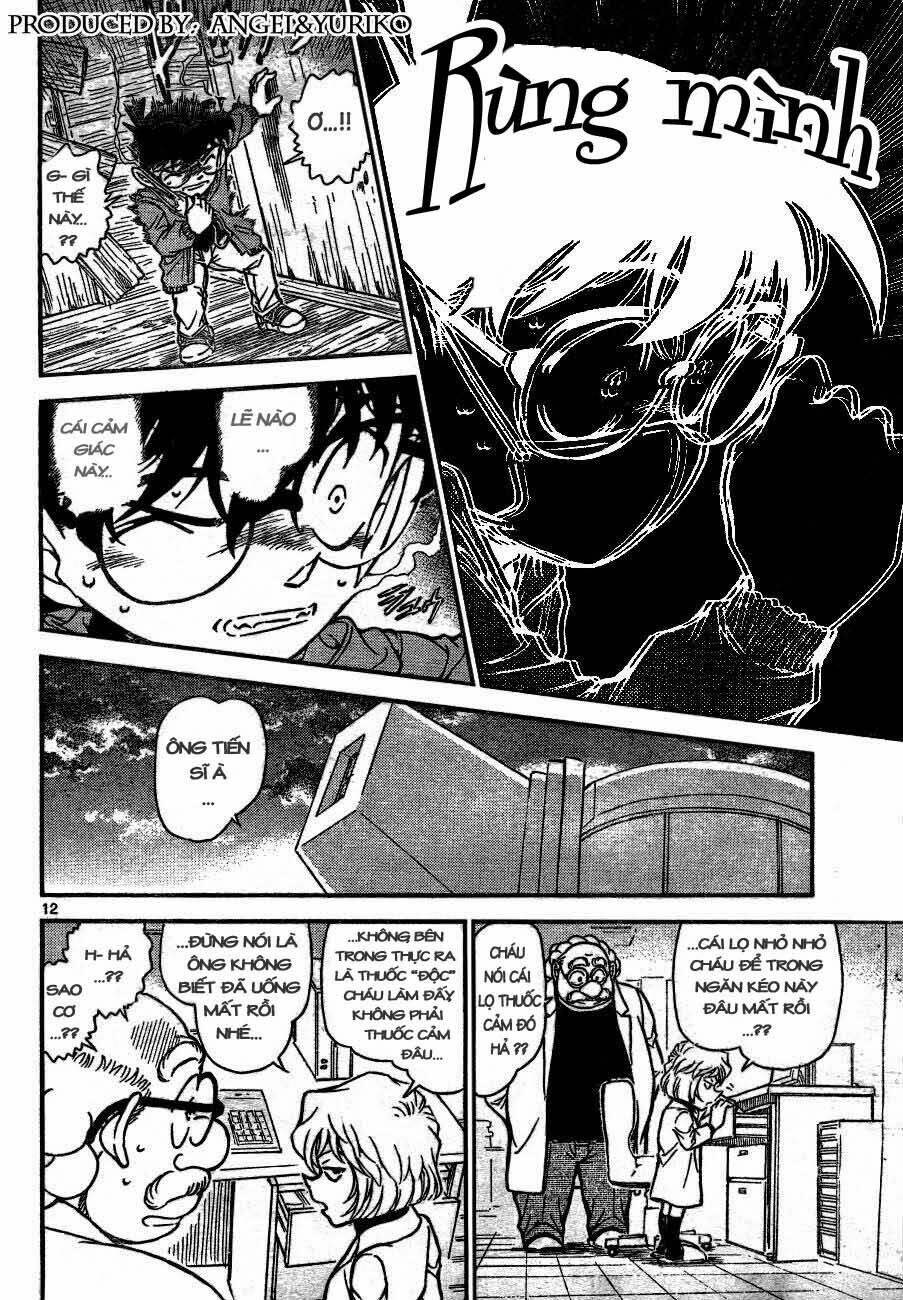 PRODUCED BY: ANGEL&YURIKO
Rùng mình
Ơ...!!
G- GÌ
THẾ
NÀY...
??
LẼ NÀO
...
CÁI CẢM
GIÁC
NÀY...
ÔNG TIẾN
SĨ À
...
12
...CÁI LỌ NHỎ NHỎ
CHÁU ĐỂ TRONG
NGĂN KÉO NÀY
ĐÂU MẤT RỒI
...??
CHÁU
NÓI CÁI
LỌ THUỐC
CẢM ĐÓ
HẢ ??
...KHÔNG BÊN
TRONG THỰC RA
LÀ THUỐC “ĐỘC”
CHÁU LÀM ĐẤY,
KHÔNG PHẢI
THUỐC CẢM
ĐÂU...
...ĐỪNG NÓI LÀ
ÔNG KHÔNG
BIẾT ĐÃ UỐNG
MẤT RỒI
NHÉ...
H- HẢ
...??
SAO
CƠ
...??